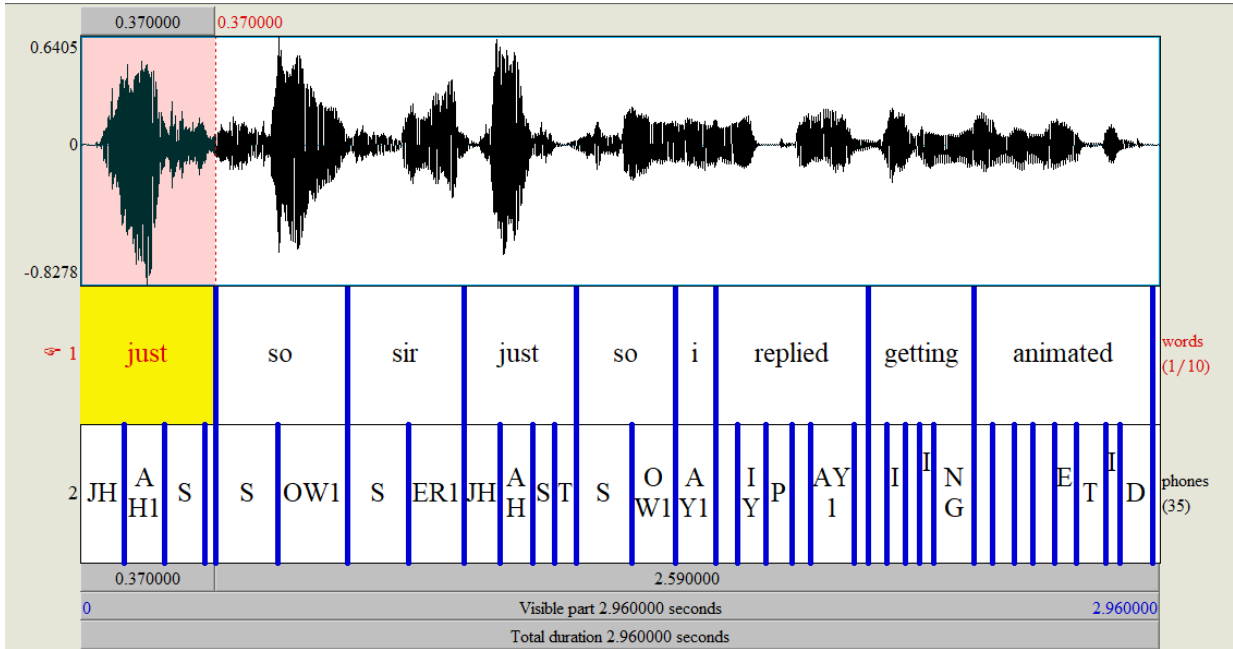 0.370000 0.370000
0.6405
0
-0.8278
☞ 1 just so sir just so i replied getting animated words (1/10)
2 JH AH1 S S OW1 S ER1 JH AH S T S OW1 AY1 IY P AY1 I I NG E T I D phones (35)
0.370000 2.590000
0 Visible part 2.960000 seconds 2.960000
Total duration 2.960000 seconds